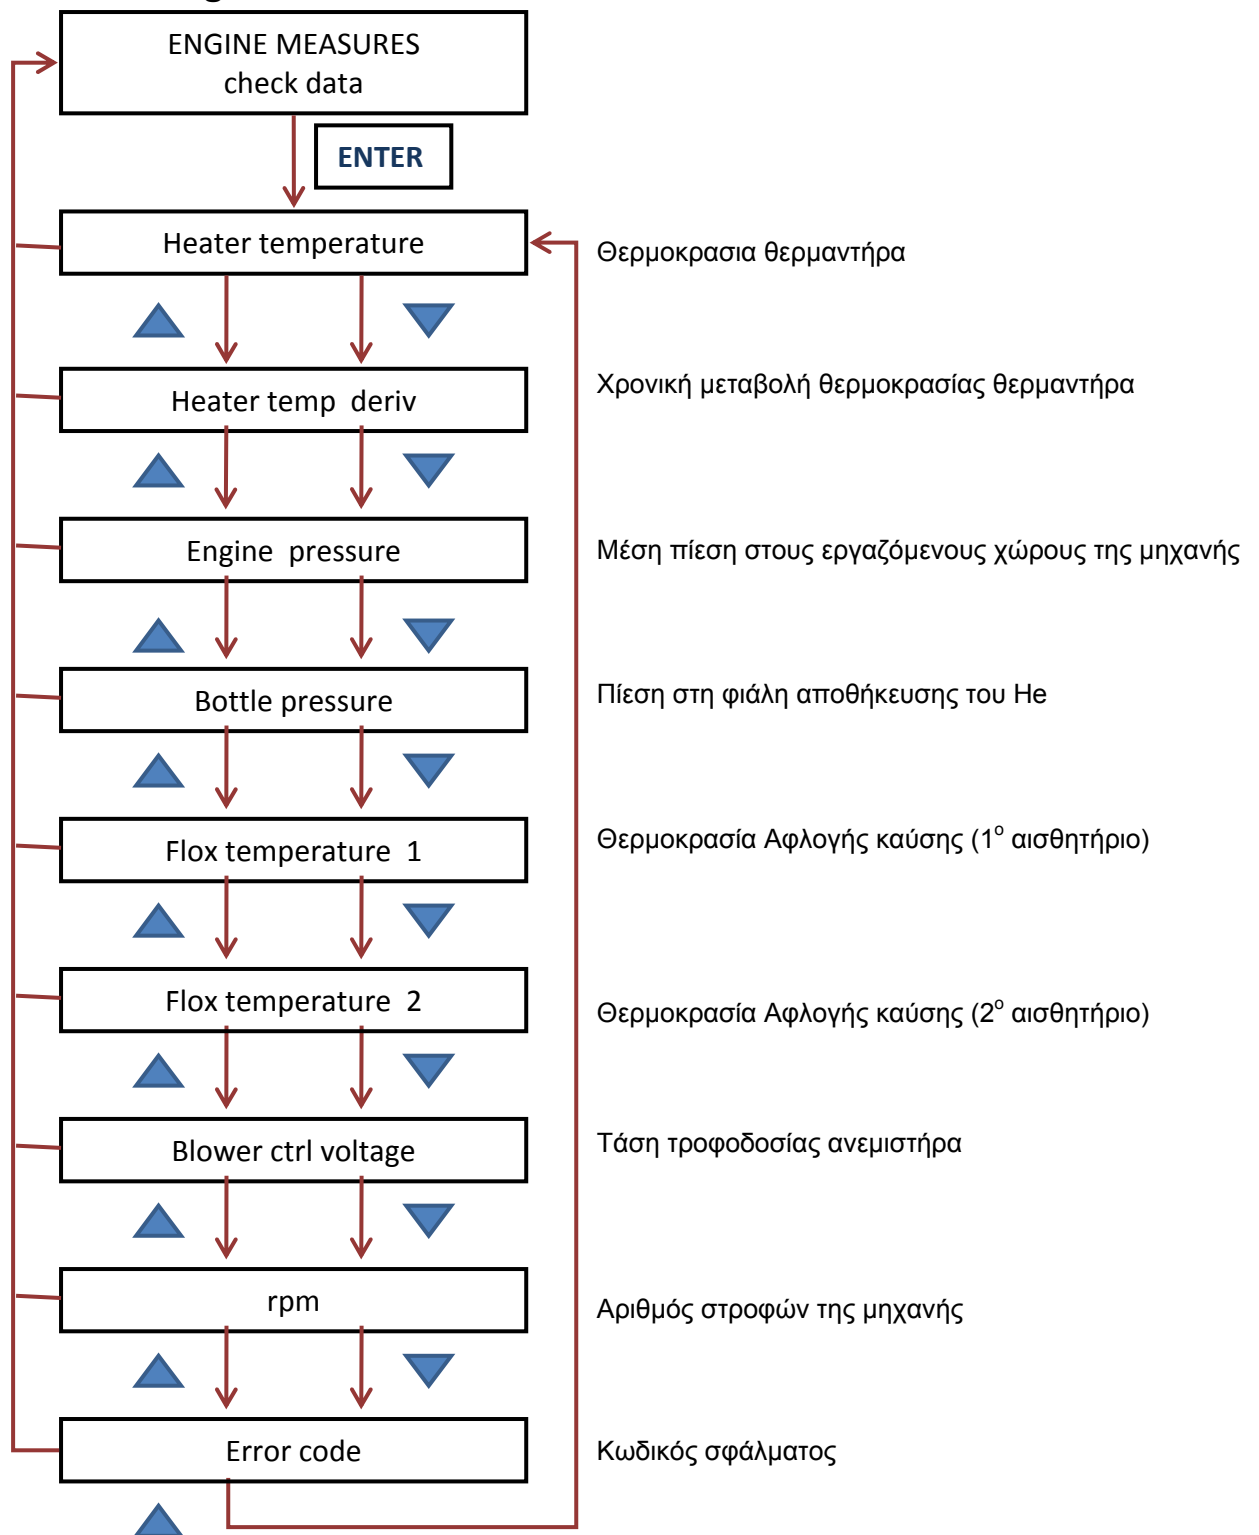 ENGINE MEASURES
check data
ENTER
Heater temperature
Θερμοκρασια θερμαντήρα
Heater temp deriv
Χρονική μεταβολή θερμοκρασίας θερμαντήρα
Engine pressure
Μέση πίεση στους εργαζόμενους χώρους της μηχανής
Bottle pressure
Πίεση στη φιάλη αποθήκευσης του He
Flox temperature 1
Θερμοκρασία Αφλογής καύσης (1ο αισθητήριο)
Flox temperature 2
Θερμοκρασία Αφλογής καύσης (2ο αισθητήριο)
Blower ctrl voltage
Τάση τροφοδοσίας ανεμιστήρα
rpm
Αριθμός στροφών της μηχανής
Error code
Κωδικός σφάλματος